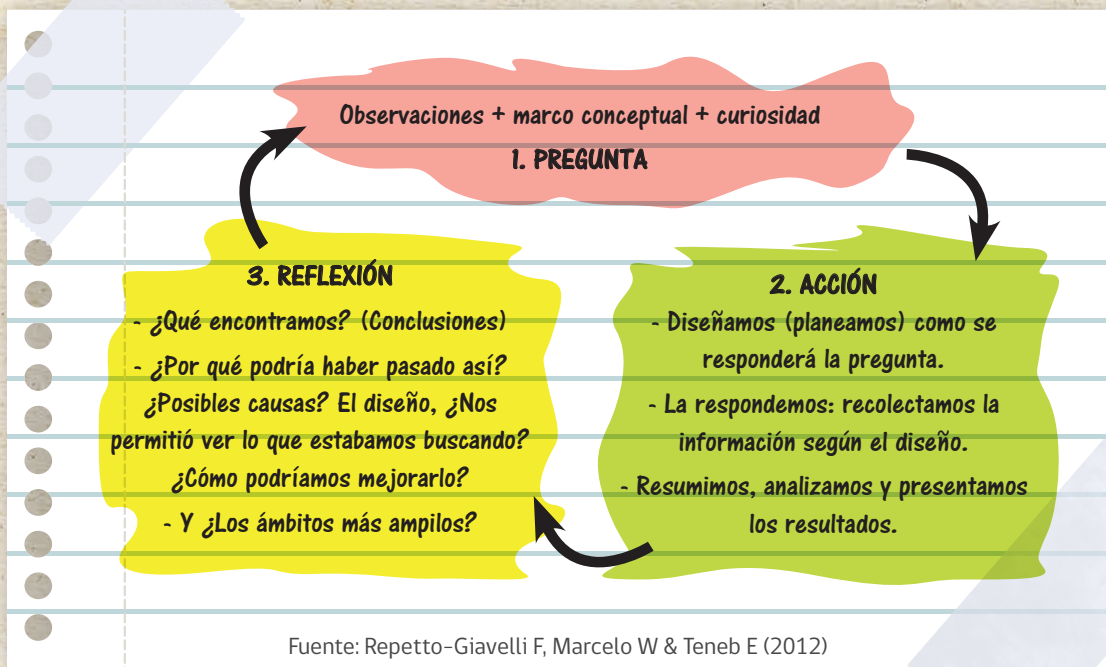 Observaciones + marco conceptual + curiosidad
1. PREGUNTA
2. ACCIÓN
- Diseñamos (planeamos) como se
responderá la pregunta.
- La respondemos: recolectamos la
información según el diseño.
- Resumimos, analizamos y presentamos
los resultados.
3. REFLEXIÓN
- ¿Qué encontramos? (Conclusiones)
- ¿Por qué podría haber pasado así?
¿Posibles causas? El diseño, ¿Nos
permitió ver lo que estabamos buscando?
¿Cómo podríamos mejorarlo?
- Y ¿Los ámbitos más ampilos?
Fuente: Repetto-Giavelli F, Marcelo W & Teneb E (2012)